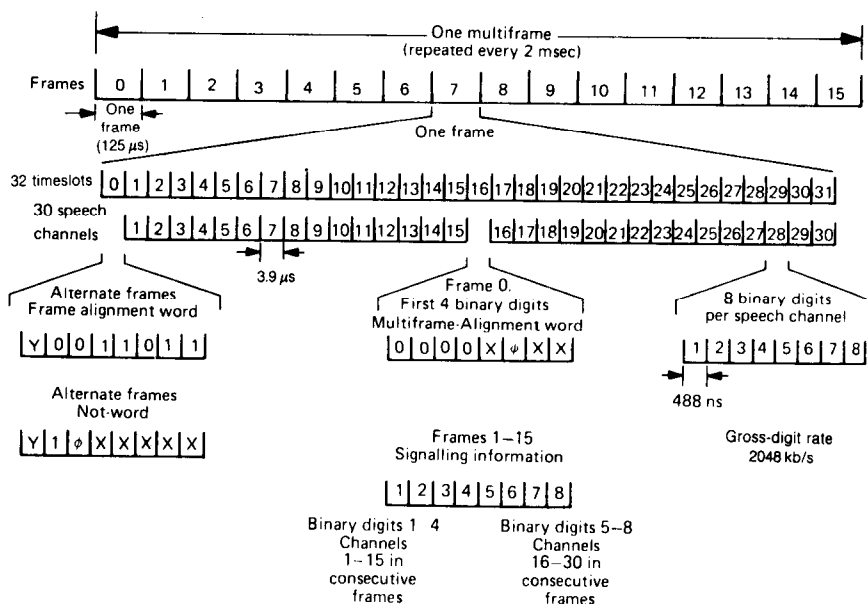 One multiframe
(repeated every 2 msec)
Frames 0 1 2 3 4 5 6 7 8 9 10 11 12 13 14 15
One frame (125 μs)
One frame
32 timeslots 0 1 2 3 4 5 6 7 8 9 10 11 12 13 14 15 16 17 18 19 20 21 22 23 24 25 26 27 28 29 30 31
30 speech channels 1 2 3 4 5 6 7 8 9 10 11 12 13 14 15 16 17 18 19 20 21 22 23 24 25 26 27 28 29 30
3.9 μs
Alternate frames
Frame alignment word
Y 0 0 1 1 0 1 1
Alternate frames
Not-word
Y 1 φ X X X X X
Frame 0.
First 4 binary digits
Multiframe-Alignment word
0 0 0 0 X φ X X
8 binary digits
per speech channel
1 2 3 4 5 6 7 8
488 ns
Gross-digit rate
2048 kb/s
Frames 1–15
Signalling information
1 2 3 4 5 6 7 8
Binary digits 1 4
Channels
1–15 in
consecutive
frames
Binary digits 5–8
Channels
16–30 in
consecutive
frames